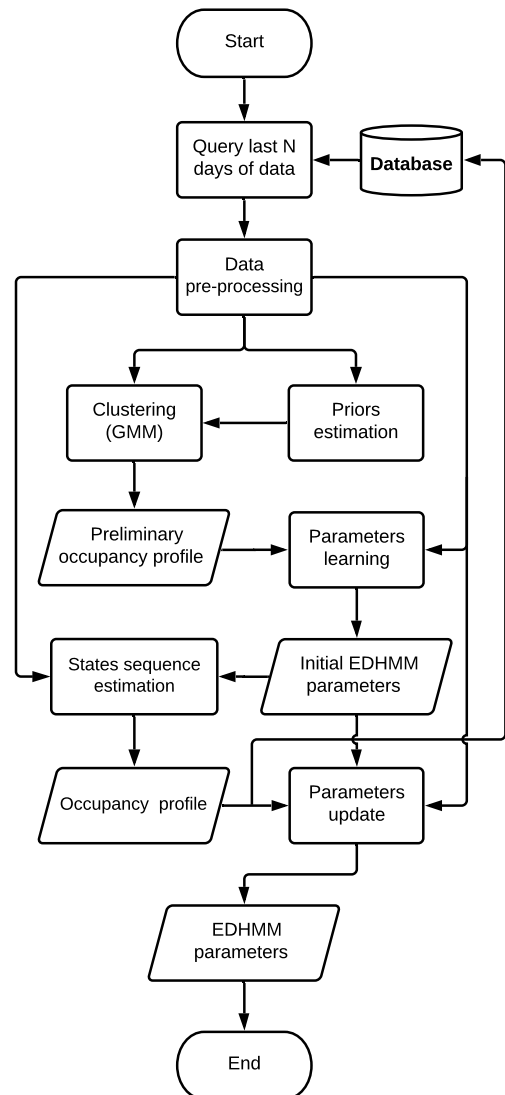 Start
Query last N
days of data
Database
Data
pre-processing
Clustering
(GMM)
Priors
estimation
Preliminary
occupancy profile
Parameters
learning
States sequence
estimation
Initial EDHMM
parameters
Occupancy profile
Parameters
update
EDHMM
parameters
End